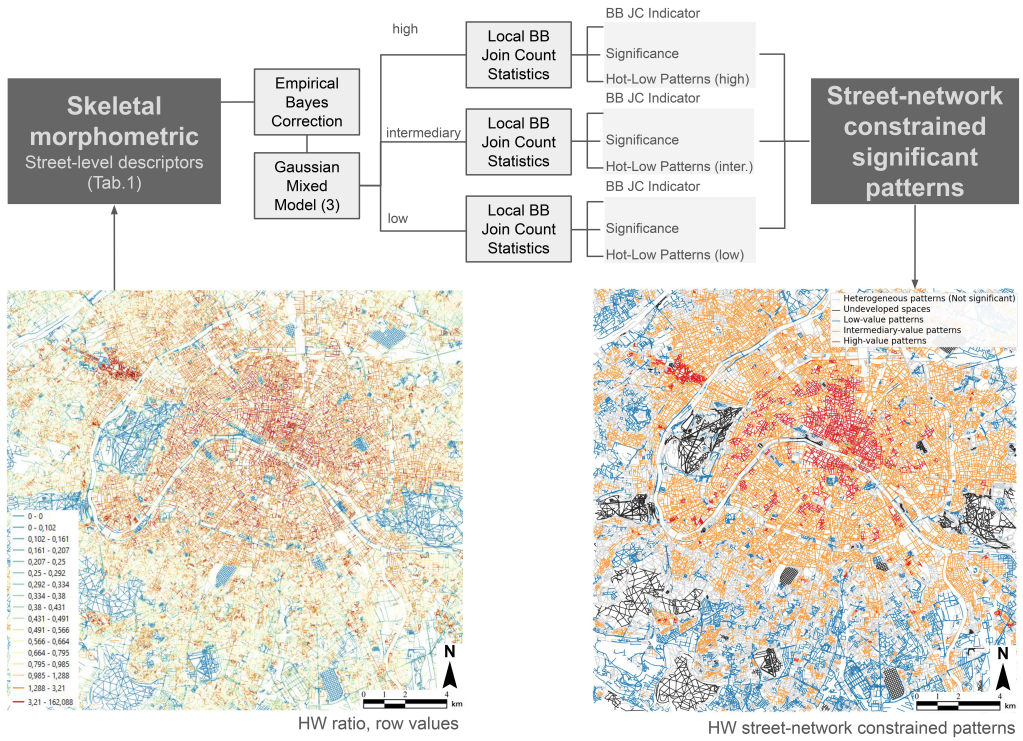 Skeletal
morphometric
Street-level descriptors
(Tab.1)
Empirical
Bayes
Correction
Gaussian
Mixed
Model (3)
high
intermediary
low
Local BB
Join Count
Statistics
BB JC Indicator
Significance
Hot-Low Patterns (high)
Local BB
Join Count
Statistics
BB JC Indicator
Significance
Hot-Low Patterns (inter.)
Local BB
Join Count
Statistics
BB JC Indicator
Significance
Hot-Low Patterns (low)
Street-network
constrained
significant
patterns
0 - 0
0 - 0,102
0,102 - 0,161
0,161 - 0,207
0,207 - 0,25
0,25 - 0,292
0,292 - 0,334
0,334 - 0,38
0,38 - 0,431
0,431 - 0,491
0,491 - 0,566
0,566 - 0,664
0,664 - 0,795
0,795 - 0,985
0,985 - 1,288
1,288 - 3,21
3,21 - 162,088
N
0 2 4
km
HW ratio, row values
Heterogeneous patterns (Not significant)
Undeveloped spaces
Low-value patterns
Intermediary-value patterns
High-value patterns
N
0 2 4
km
HW street-network constrained patterns